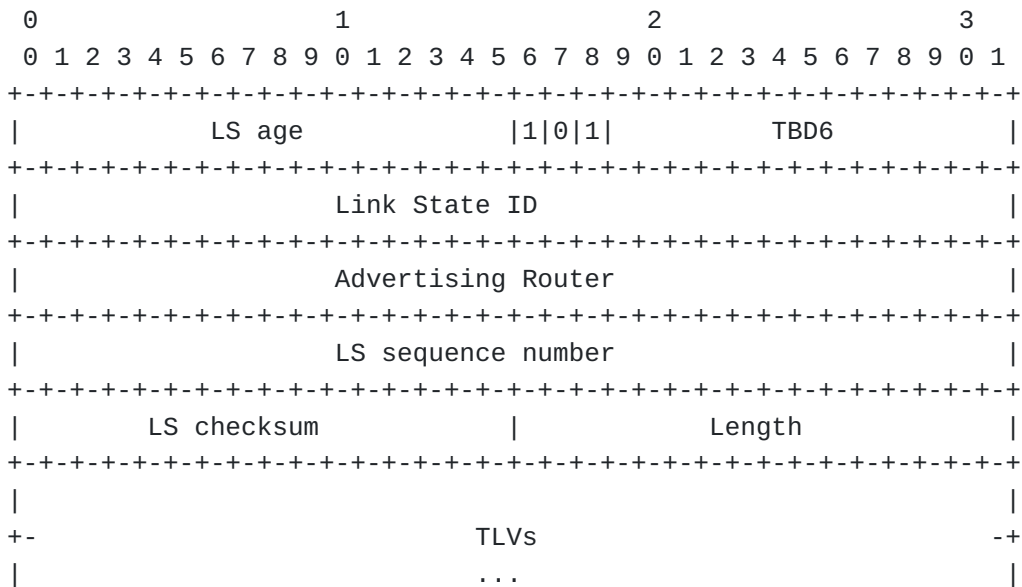 0                   1                   2                   3
 0 1 2 3 4 5 6 7 8 9 0 1 2 3 4 5 6 7 8 9 0 1 2 3 4 5 6 7 8 9 0 1
+-+-+-+-+-+-+-+-+-+-+-+-+-+-+-+-+-+-+-+-+-+-+-+-+-+-+-+-+-+-+-+-+
|            LS age             |1|0|1|          TBD6           |
+-+-+-+-+-+-+-+-+-+-+-+-+-+-+-+-+-+-+-+-+-+-+-+-+-+-+-+-+-+-+-+-+
|                    Link State ID                              |
+-+-+-+-+-+-+-+-+-+-+-+-+-+-+-+-+-+-+-+-+-+-+-+-+-+-+-+-+-+-+-+-+
|                    Advertising Router                         |
+-+-+-+-+-+-+-+-+-+-+-+-+-+-+-+-+-+-+-+-+-+-+-+-+-+-+-+-+-+-+-+-+
|                    LS sequence number                         |
+-+-+-+-+-+-+-+-+-+-+-+-+-+-+-+-+-+-+-+-+-+-+-+-+-+-+-+-+-+-+-+-+
|        LS checksum            |            Length             |
+-+-+-+-+-+-+-+-+-+-+-+-+-+-+-+-+-+-+-+-+-+-+-+-+-+-+-+-+-+-+-+-+
|                                                               |
+-                            TLVs                             -+
|                             ...                               |